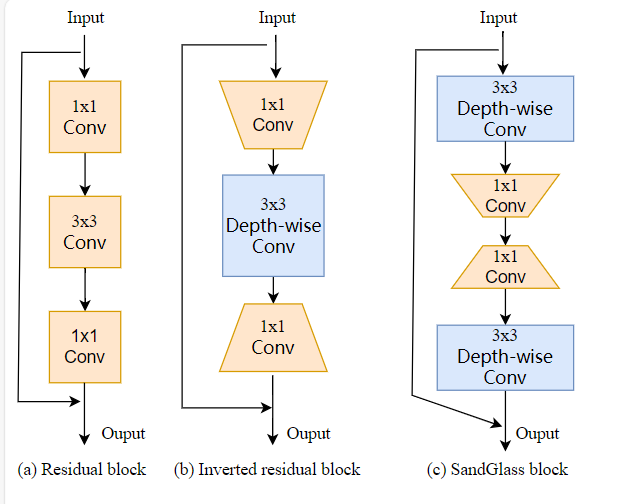 Input
1x1
Conv
3x3
Conv
1x1
Conv
Ouput
(a) Residual block
Input
1x1
Conv
3x3
Depth-wise
Conv
1x1
Conv
Ouput
(b) Inverted residual block
Input
3x3
Depth-wise
Conv
1x1
Conv
1x1
Conv
3x3
Depth-wise
Conv
Ouput
(c) SandGlass block